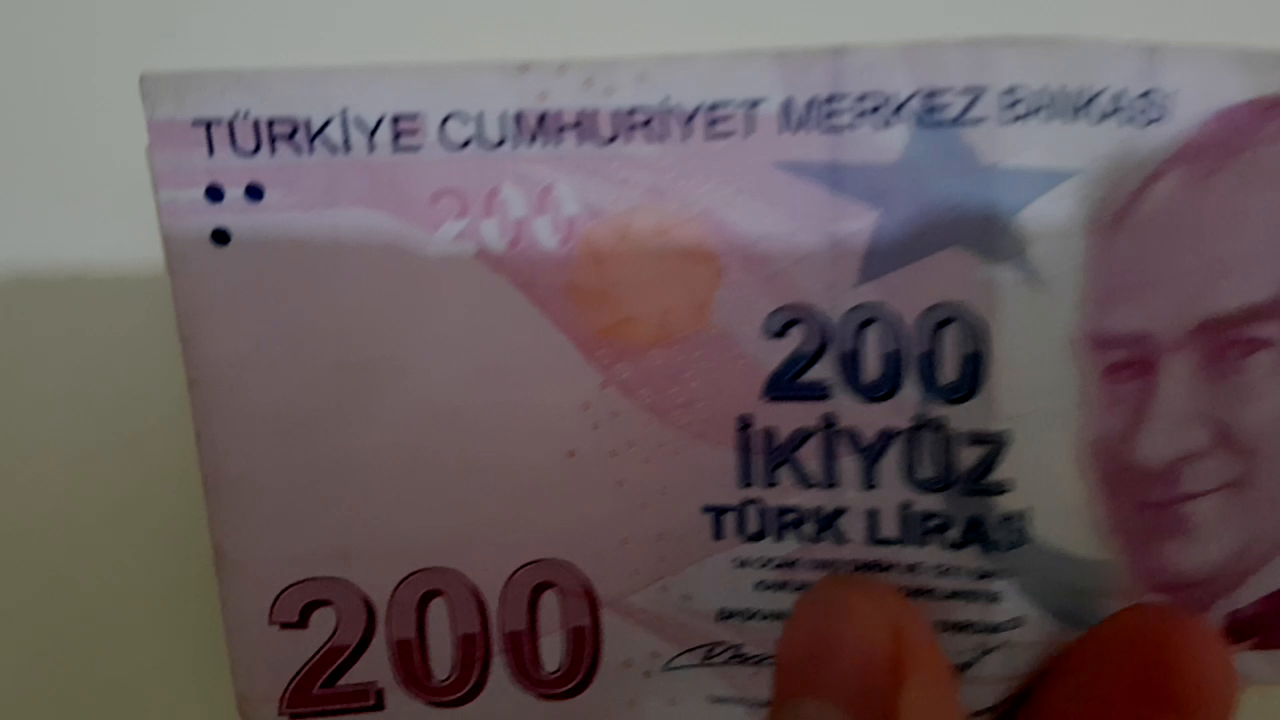 TÜRKİYE CUMHURİYET MERKEZ BANKASI
200
200
İKİYÜZ
TÜRK LİRASI
200